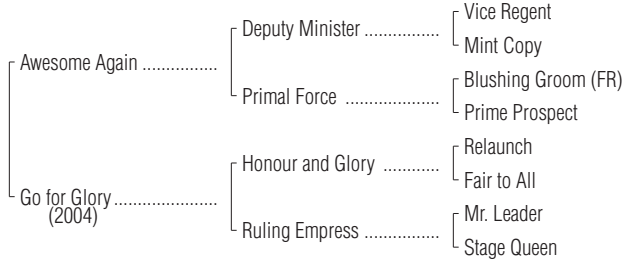 Vice Regent
Deputy Minister ..................
Mint Copy
Awesome Again ................
Blushing Groom (FR)
Primal Force ....................
Prime Prospect
Relaunch
Honour and Glory ............
Fair to All
Go for Glory ......................
(2004)
Mr. Leader
Ruling Empress ................
Stage Queen